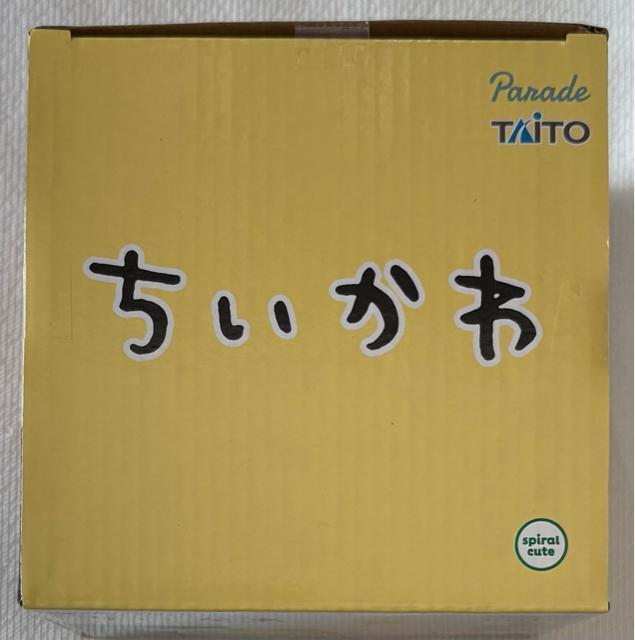 Parade
TAITO
ちいかわ
spiral
cute